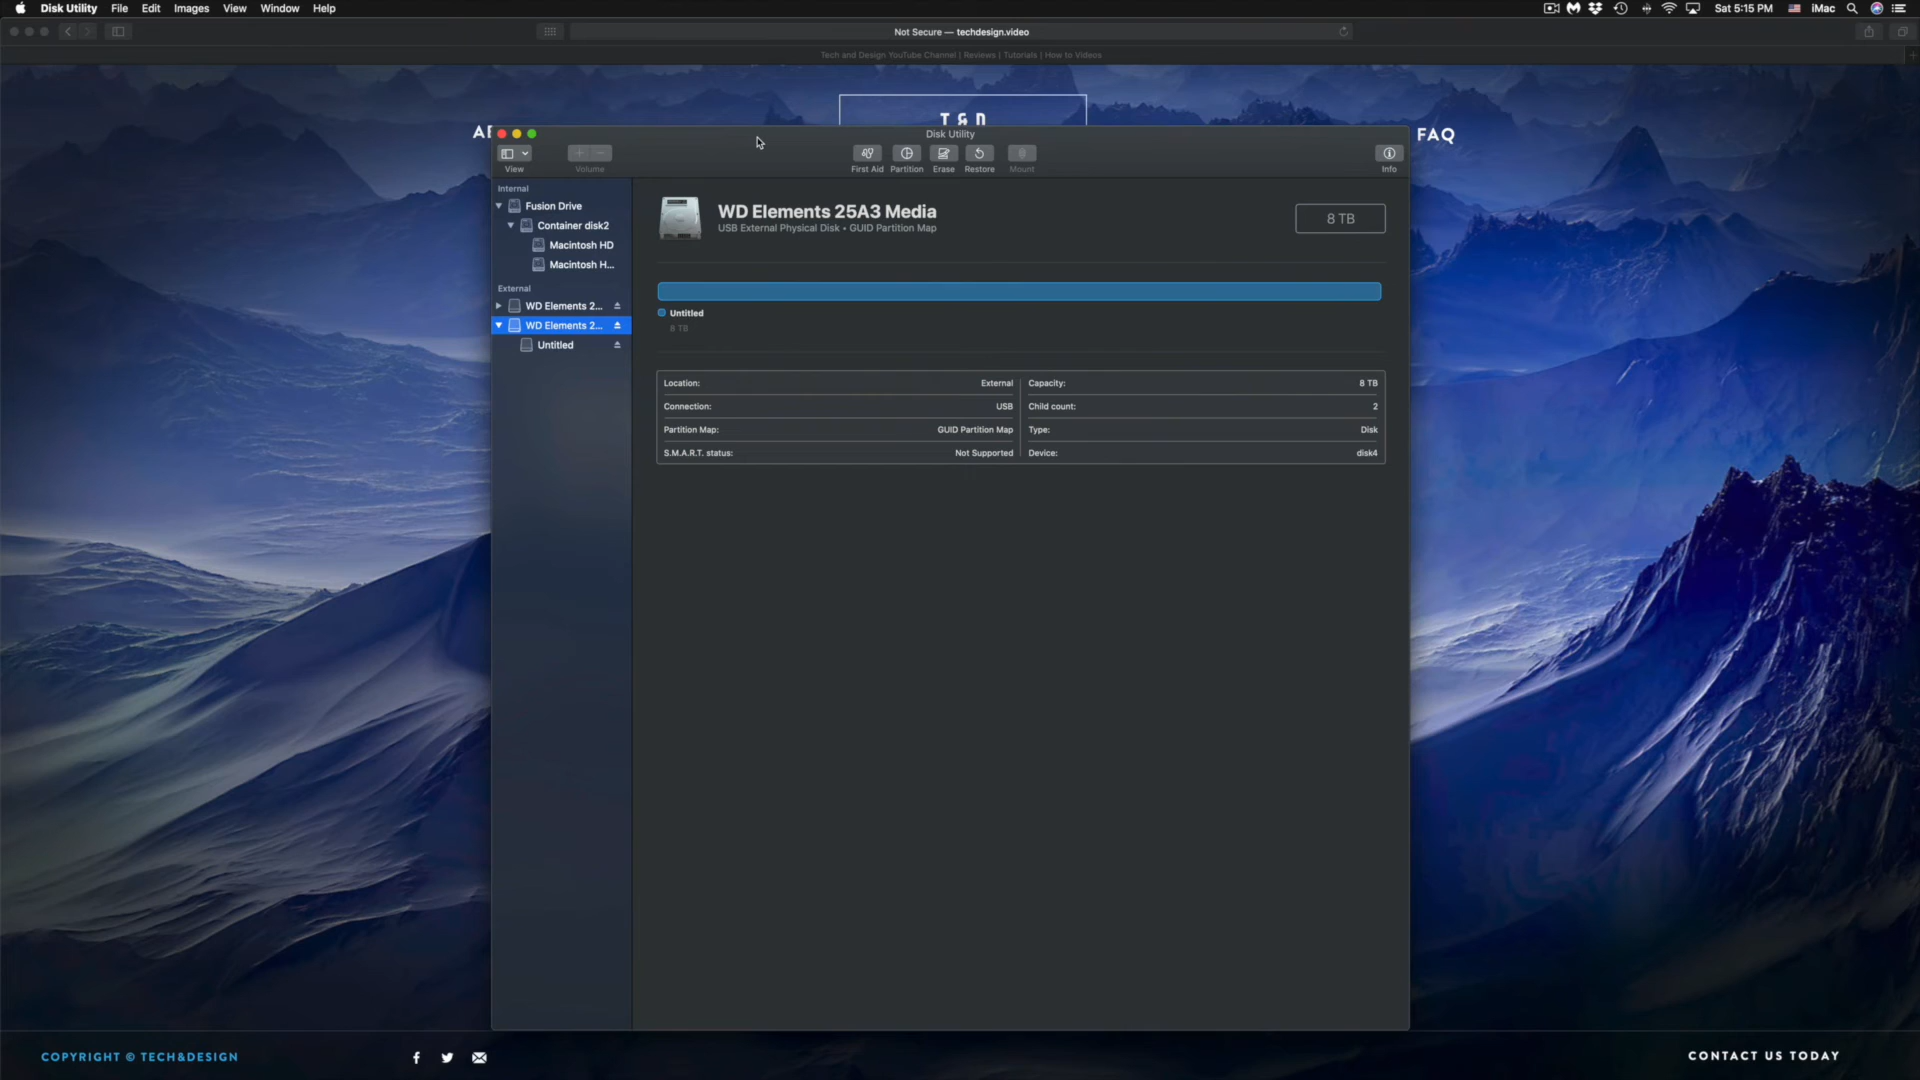 Disk Utility File Edit Images View Window Help
Sat 5:15 PM iMac
Not Secure — techdesign.video
Tech and Design YouTube Channel | Reviews | Tutorials | How to Videos
FAQ
Disk Utility
View Volume First Aid Partition Erase Restore Mount Info
Internal
Fusion Drive
Container disk2
Macintosh HD
Macintosh H...
External
WD Elements 2...
WD Elements 2...
Untitled
WD Elements 25A3 Media
USB External Physical Disk • GUID Partition Map
8 TB
Untitled
8 TB
Location: External Capacity: 8 TB
Connection: USB Child count: 2
Partition Map: GUID Partition Map Type: Disk
S.M.A.R.T. status: Not Supported Device: disk4
COPYRIGHT © TECH&DESIGN
CONTACT US TODAY